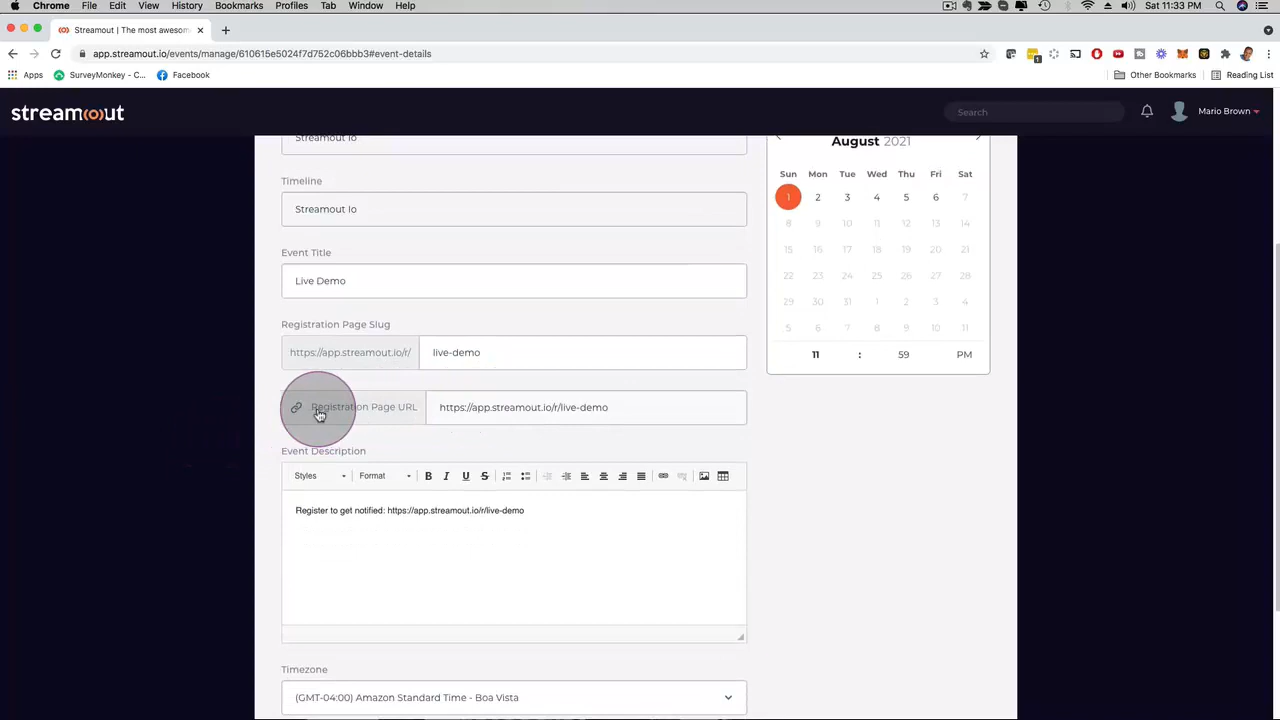 Chrome File Edit View History Bookmarks Profiles Tab Window Help Sat 11:33 PM
Streamout | The most awesom
app.streamout.io/events/manage/610615e5024f7d752c06bbb3#event-details
Apps SurveyMonkey - C... Facebook Other Bookmarks Reading List
streamout Search Mario Brown
Streamout Io
August 2021
Timeline
Sun Mon Tue Wed Thu Fri Sat
Streamout Io
1 2 3 4 5 6 7
8 9 10 11 12 13 14
Event Title
15 16 17 18 19 20 21
Live Demo
22 23 24 25 26 27 28
29 30 31 1 2 3 4
Registration Page Slug
5 6 7 8 9 10 11
https://app.streamout.io/r/ live-demo
11 : 59 PM
Registration Page URL https://app.streamout.io/r/live-demo
Event Description
Styles Format B I U S
Register to get notified: https://app.streamout.io/r/live-demo
Timezone
(GMT-04:00) Amazon Standard Time - Boa Vista